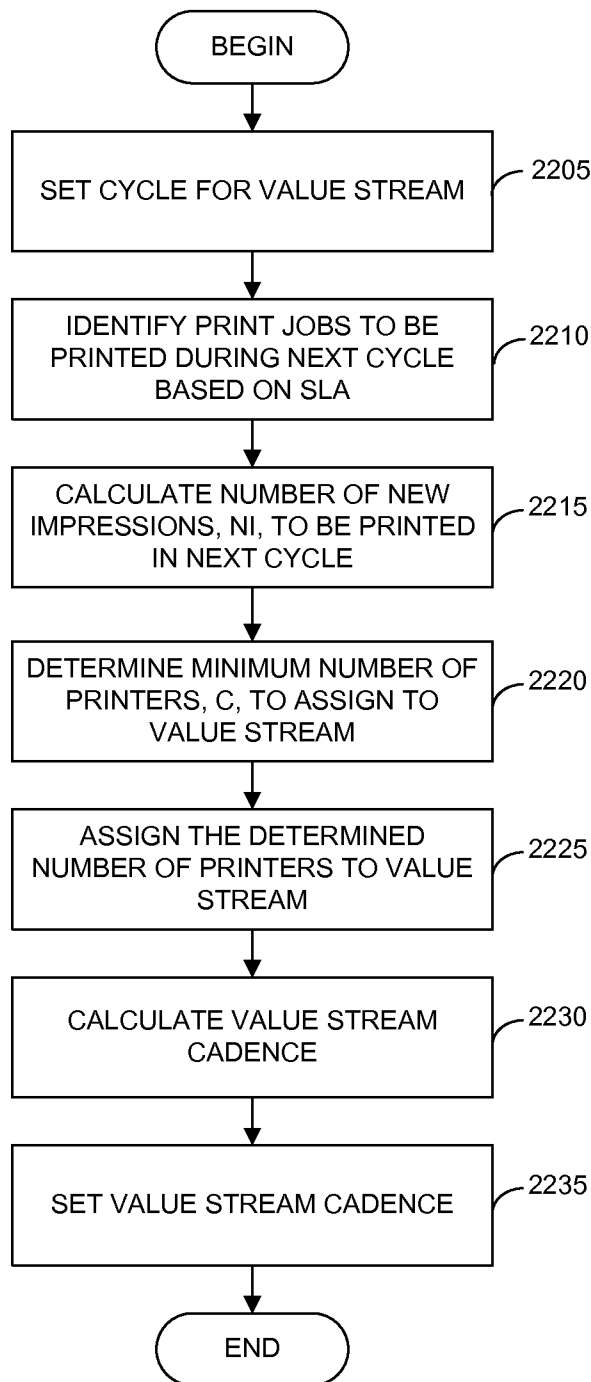 BEGIN
SET CYCLE FOR VALUE STREAM
2205
IDENTIFY PRINT JOBS TO BE
PRINTED DURING NEXT CYCLE
BASED ON SLA
2210
CALCULATE NUMBER OF NEW
IMPRESSIONS, NI, TO BE PRINTED
IN NEXT CYCLE
2215
DETERMINE MINIMUM NUMBER OF
PRINTERS, C, TO ASSIGN TO
VALUE STREAM
2220
ASSIGN THE DETERMINED
NUMBER OF PRINTERS TO VALUE
STREAM
2225
CALCULATE VALUE STREAM
CADENCE
2230
SET VALUE STREAM CADENCE
2235
END